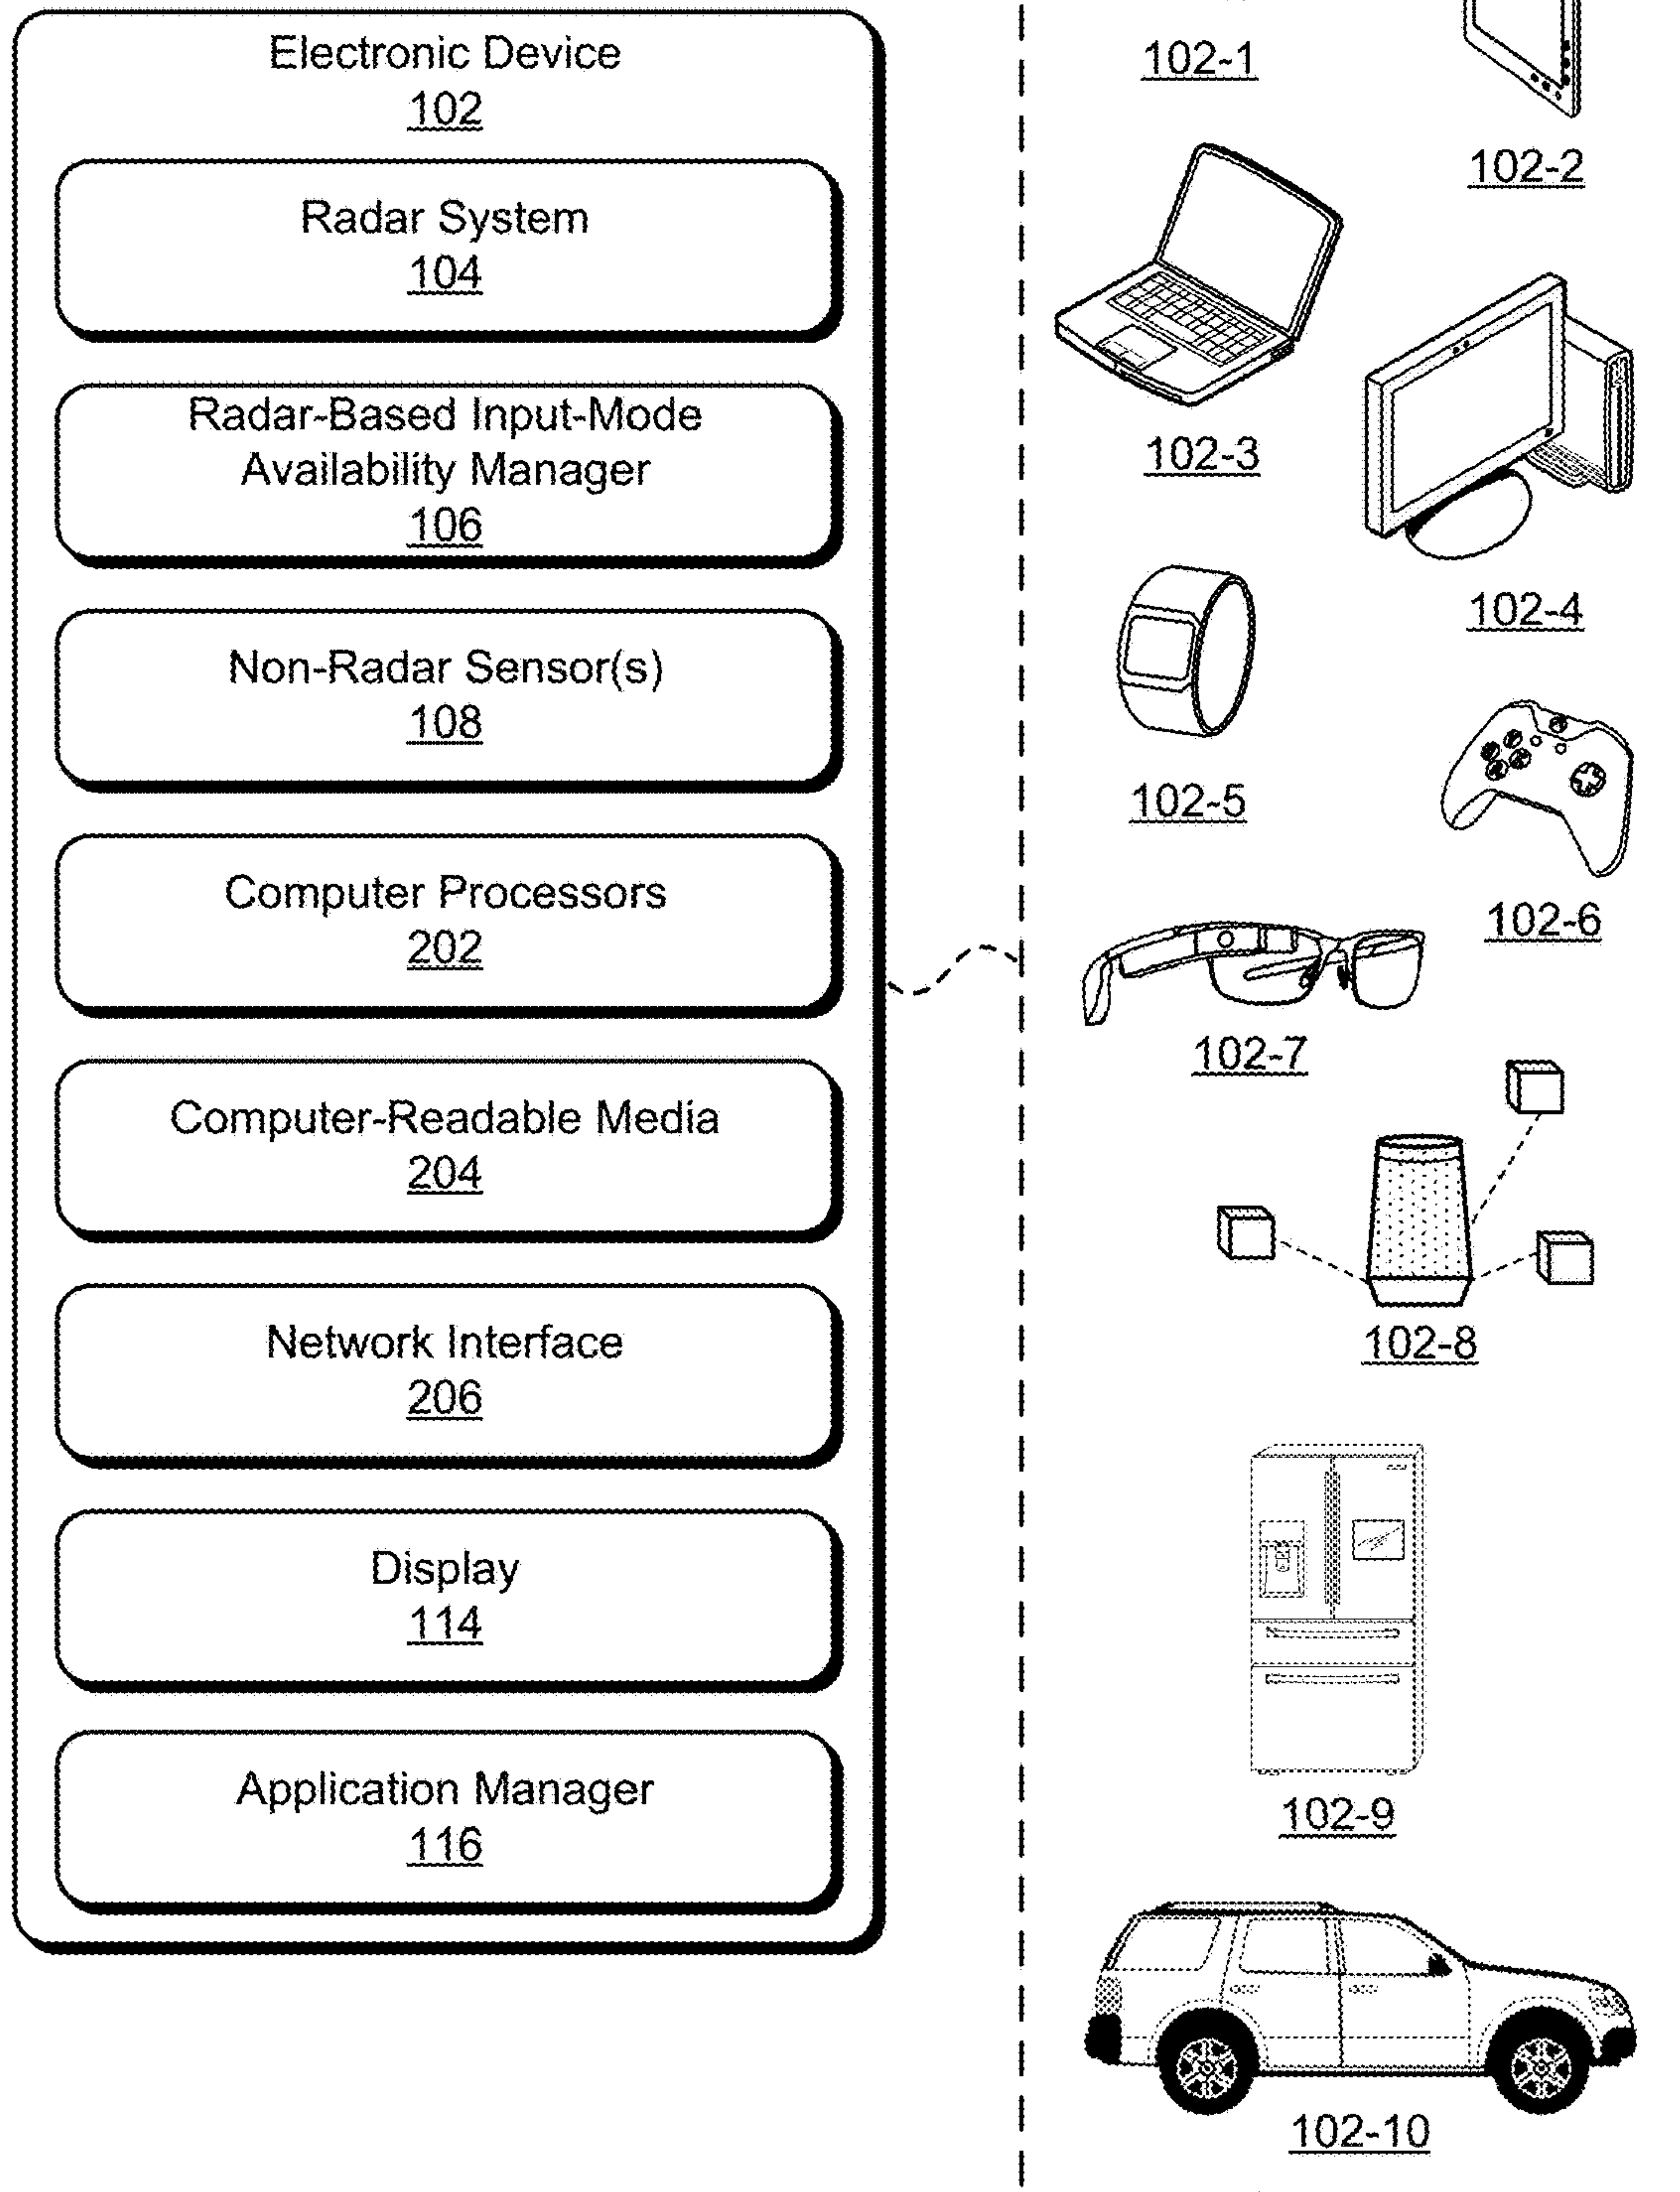 Electronic Device
102
Radar System
104
Radar-Based Input-Mode
Availability Manager
106
Non-Radar Sensor(s)
108
Computer Processors
202
Computer-Readable Media
204
Network Interface
206
Display
114
Application Manager
116
102-1
102-2
102-3
102-4
102-5
102-6
102-7
102-8
102-9
102-10